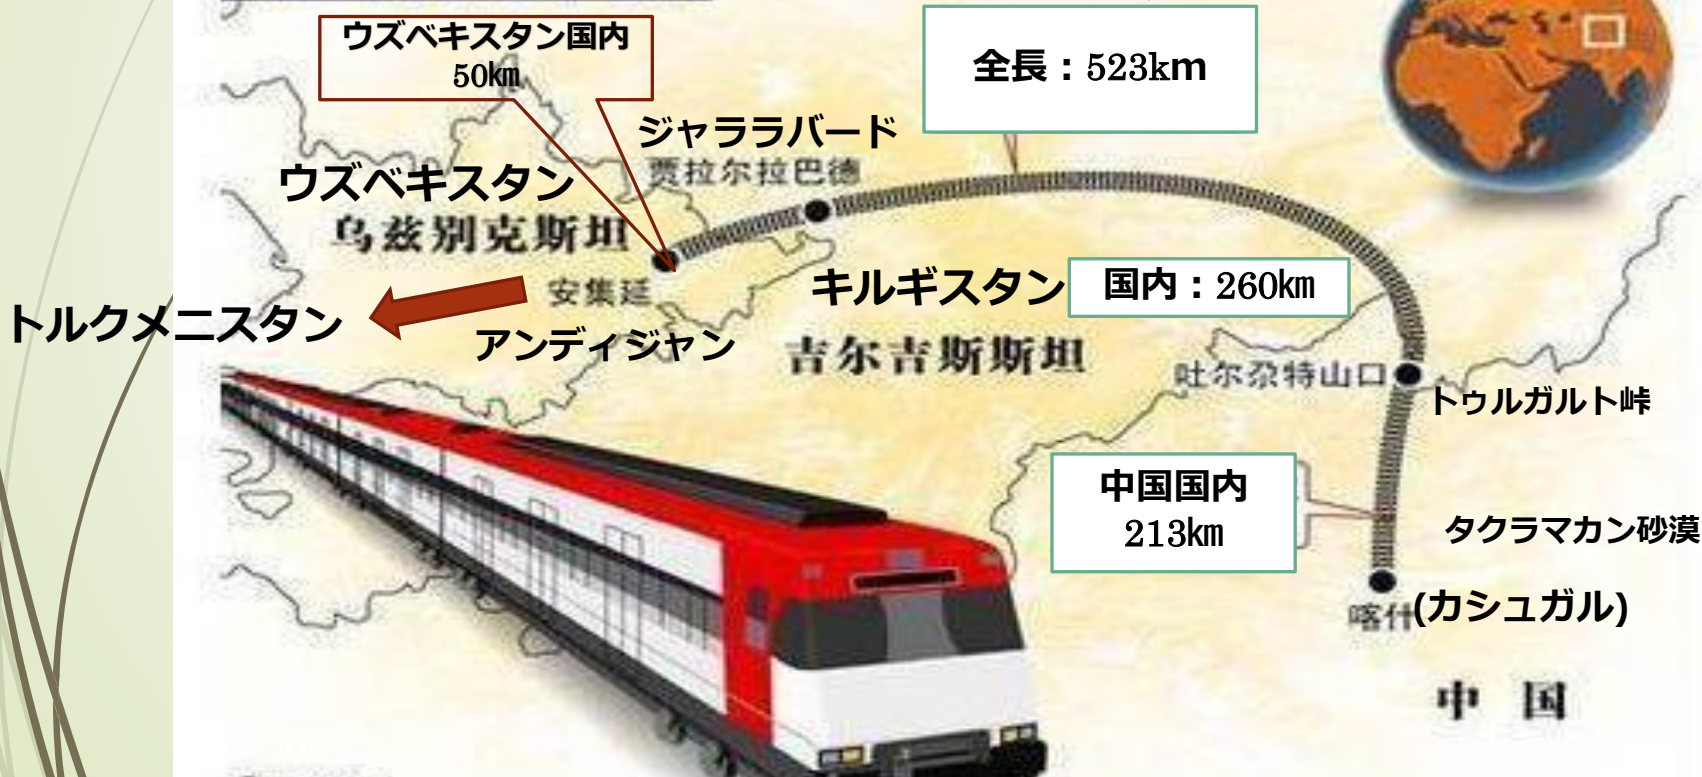 ウズベキスタン国内
50㎞
全長：523km
ジャララバード
贾拉尔拉巴德
ウズベキスタン
乌兹别克斯坦
キルギスタン
国内：260㎞
安集延
トルクメニスタン
アンディジャン
吉尔吉斯斯坦
吐尔尕特山口
トゥルガルト峠
中国国内
213㎞
タクラマカン砂漠
喀什
(カシュガル)
中 国